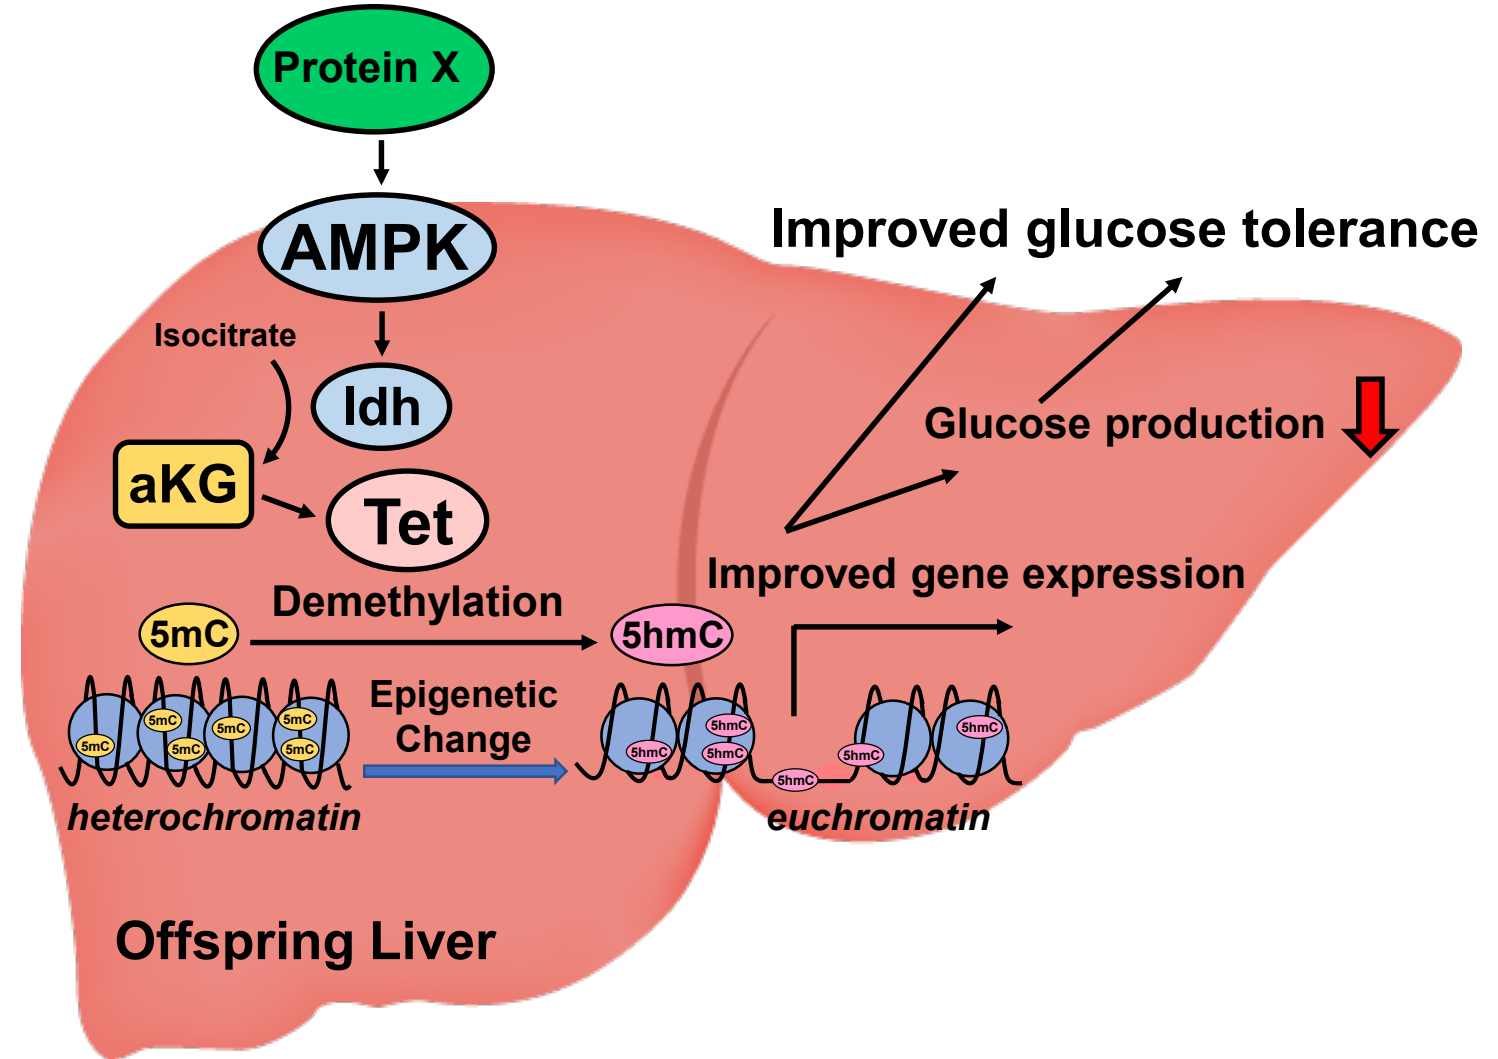 Protein X
AMPK
Improved glucose tolerance
Isocitrate
Idh
Glucose production
aKG
Tet
Improved gene expression
Demethylation
5mC
5hmC
Epigenetic
Change
5mC
5mC
5mC
5mC
5mC
5mC
5hmC
5hmC
5hmC
5hmC
5hmC
5hmC
heterochromatin
euchromatin
Offspring Liver